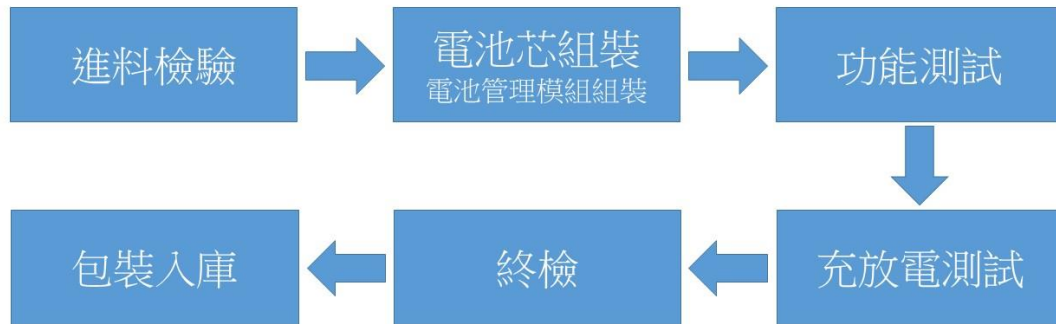 進料檢驗
電池芯組裝
電池管理模組組裝
功能測試
充放電測試
終檢
包裝入庫